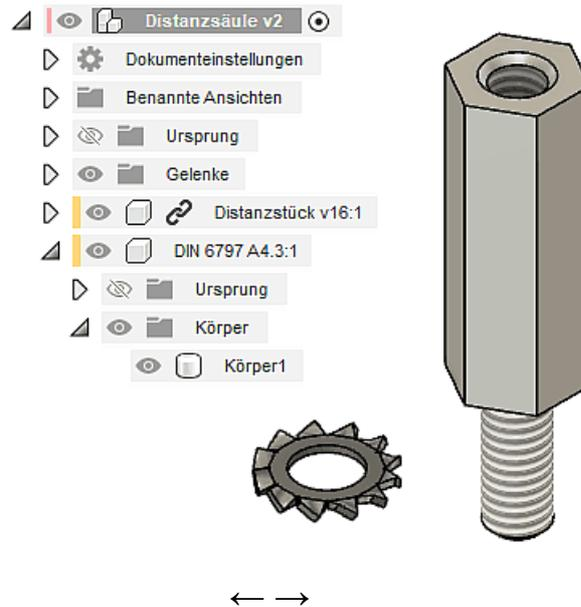 Distanzsäule v2
Dokumenteinstellungen
Benannte Ansichten
Ursprung
Gelenke
Distanzstück v16:1
DIN 6797 A4.3:1
Ursprung
Körper
Körper1
← →